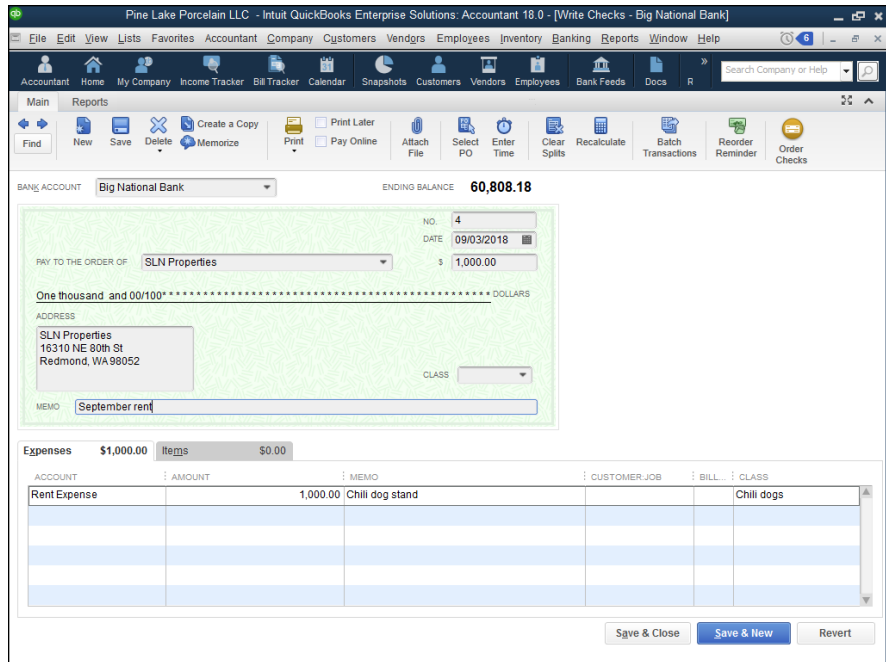 Pine Lake Porcelain LLC - Intuit QuickBooks Enterprise Solutions: Accountant 18.0 - [Write Checks - Big National Bank]
File Edit View Lists Favorites Accountant Company Customers Vendors Employees Inventory Banking Reports Window Help 6
Accountant Home My Company Income Tracker Bill Tracker Calendar Snapshots Customers Vendors Employees Bank Feeds Docs R » Search Company or Help
Main Reports
Find New Save Delete Create a Copy Memorize Print Print Later Pay Online Attach File Select PO Enter Time Clear Splits Recalculate Batch Transactions Reorder Reminder Order Checks
BANK ACCOUNT Big National Bank ENDING BALANCE 60,808.18
NO. 4
DATE 09/03/2018
PAY TO THE ORDER OF SLN Properties $ 1,000.00
One thousand and 00/100* * * * * * * * * * * * * * * * * * * * * * * * * * * * * * * * * * * * * * * * * * * * * * * * * * DOLLARS
ADDRESS
SLN Properties
16310 NE 80th St
Redmond, WA 98052
CLASS
MEMO September rent
Expenses $1,000.00 Items $0.00
ACCOUNT AMOUNT MEMO CUSTOMER:JOB BILL... CLASS
Rent Expense 1,000.00 Chili dog stand Chili dogs
Save & Close Save & New Revert